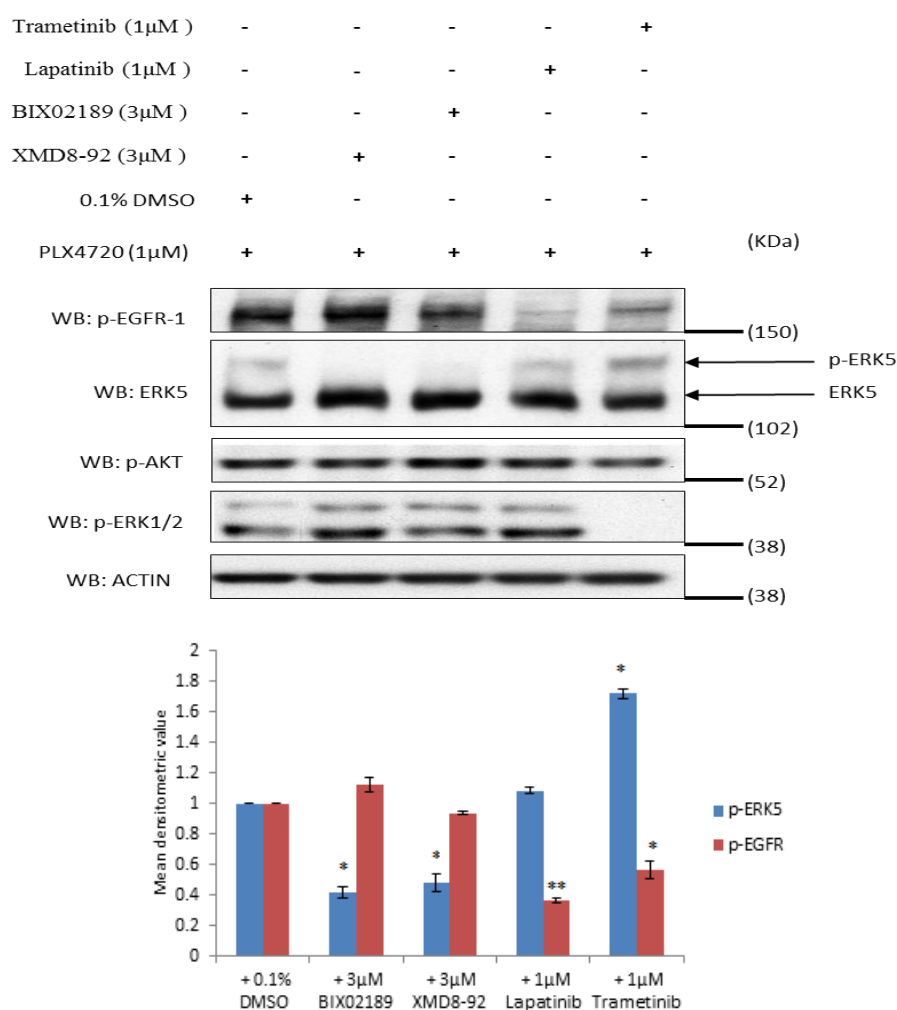 Trametinib (1µM ) - - - - +
Lapatinib (1µM ) - - - + -
BIX02189 (3µM ) - - + - -
XMD8-92 (3µM ) - + - - -
0.1% DMSO + - - - -
PLX4720 (1µM) + + + + + (KDa)
WB: p-EGFR-1 (150)
p-ERK5
WB: ERK5 ERK5
(102)
WB: p-AKT (52)
WB: p-ERK1/2 (38)
WB: ACTIN (38)
Mean densitometric value
2
1.8
1.6
1.4
1.2
1
0.8
0.6
0.4
0.2
0
* * ** * *
p-ERK5
p-EGFR
+ 0.1% + 3µM + 3µM + 1µM + 1µM
DMSO BIX02189 XMD8-92 Lapatinib Trametinib